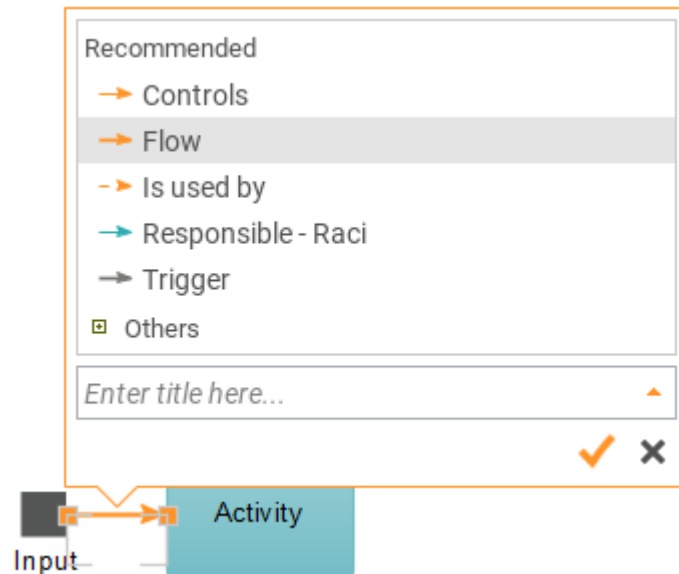 Recommended
Controls
Flow
Is used by
Responsible - Raci
Trigger
Others
Enter title here...
Activity
Input